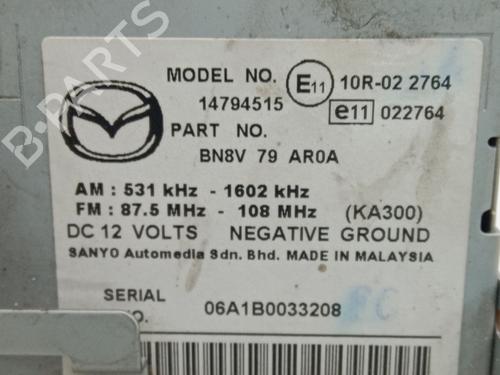 MODEL NO.
14794515
E11 10R-02 2764
e11 022764
PART NO.
BN8V 79 AR0A
AM : 531 kHz - 1602 kHz
FM : 87.5 MHz - 108 MHz (KA300)
DC 12 VOLTS NEGATIVE GROUND
SANYO Automedia Sdn. Bhd. MADE IN MALAYSIA
SERIAL
NO. 06A1B0033208
B-PARTS